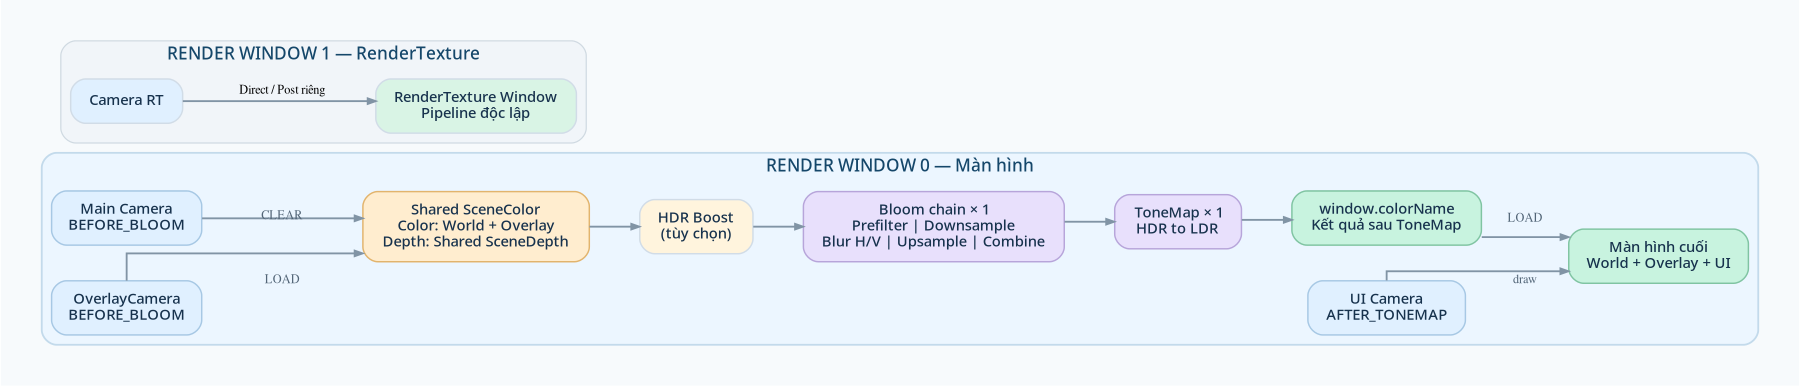 RENDER WINDOW 1 — RenderTexture
Camera RT
Direct / Post riêng
RenderTexture Window
Pipeline độc lập
RENDER WINDOW 0 — Màn hình
Main Camera
BEFORE_BLOOM
CLEAR
OverlayCamera
BEFORE_BLOOM
LOAD
Shared SceneColor
Color: World + Overlay
Depth: Shared SceneDepth
HDR Boost
(tùy chọn)
Bloom chain × 1
Prefilter | Downsample
Blur H/V | Upsample | Combine
ToneMap × 1
HDR to LDR
window.colorName
Kết quả sau ToneMap
LOAD
UI Camera
AFTER_TONEMAP
draw
Màn hình cuối
World + Overlay + UI